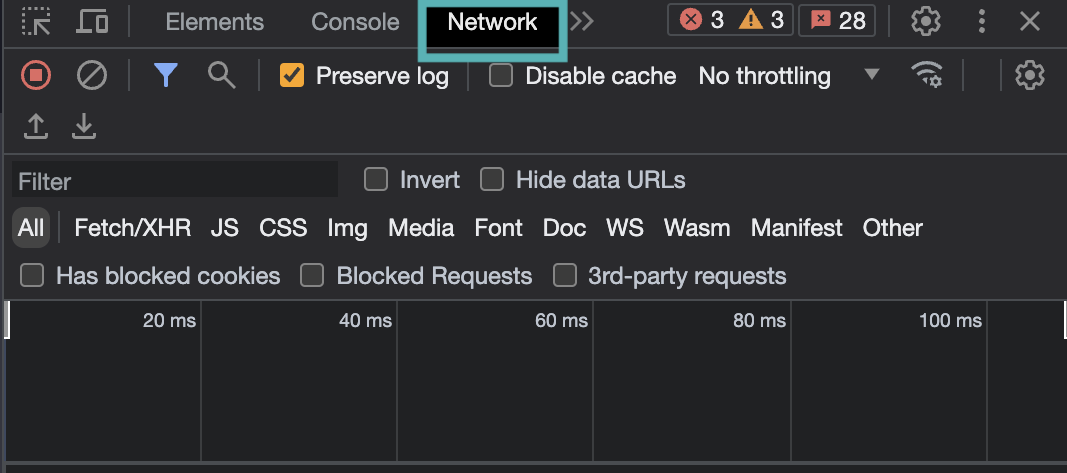 Elements Console Network 3 3 28
Preserve log Disable cache No throttling
Filter Invert Hide data URLs
All Fetch/XHR JS CSS Img Media Font Doc WS Wasm Manifest Other
Has blocked cookies Blocked Requests 3rd-party requests
20 ms 40 ms 60 ms 80 ms 100 ms